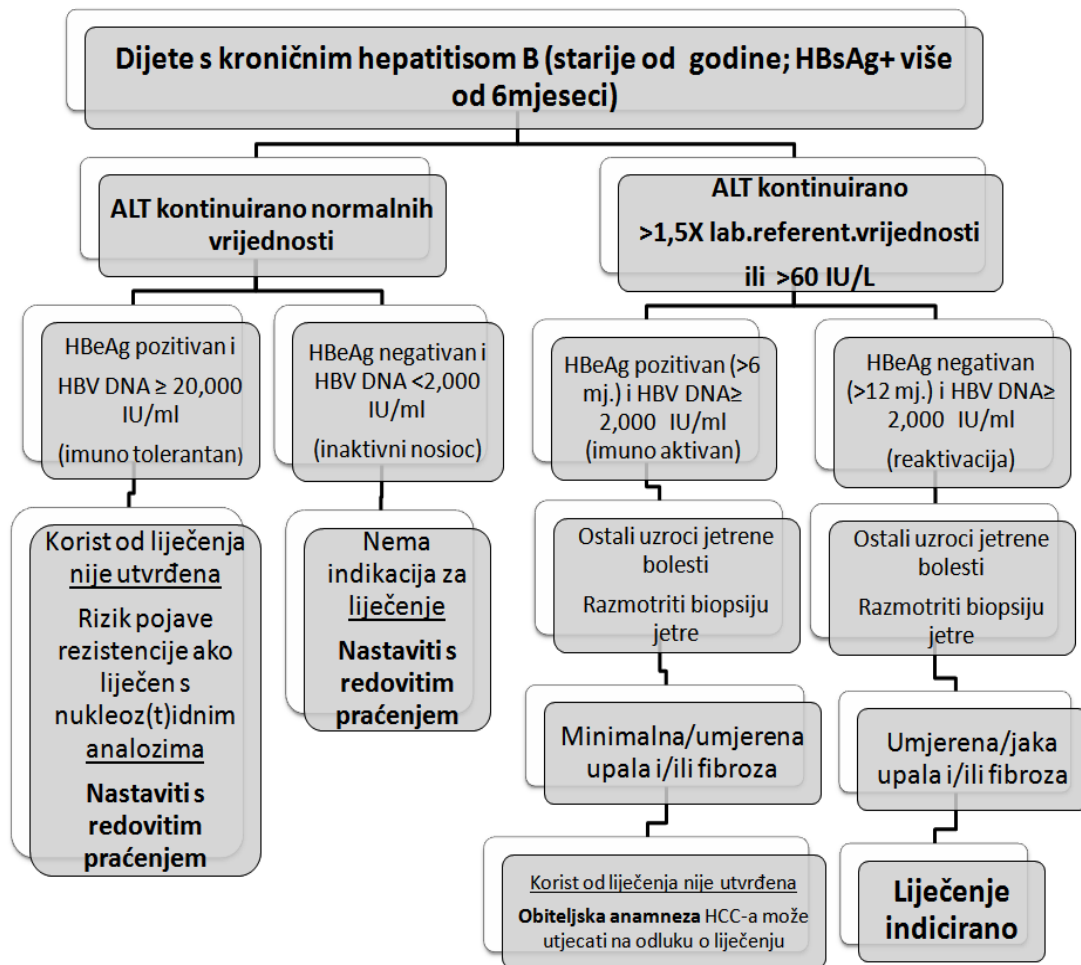 Dijete s kroničnim hepatitisom B (starije od  godine; HBsAg+ više
od 6mjeseci)
ALT kontinuirano normalnih
vrijednosti
ALT kontinuirano
>1,5X lab.referent.vrijednosti
ili  >60 IU/L
HBeAg pozitivan i
HBV DNA ≥ 20,000
IU/ml
(imuno tolerantan)
HBeAg negativan i
HBV DNA <2,000
IU/ml
(inaktivni nosioc)
HBeAg pozitivan (>6
mj.) i HBV DNA≥
2,000  IU/ml
(imuno aktivan)
HBeAg negativan
(>12 mj.) i HBV DNA≥
2,000  IU/ml
(reaktivacija)
Korist od liječenja
nije utvrđena
Rizik pojave
rezistencije ako
liječen s
nukleoz(t)idnim
analozima
Nastaviti s
redovitim
praćenjem
Nema
indikacija za
liječenje
Nastaviti s
redovitim
praćenjem
Ostali uzroci jetrene
bolesti
Razmotriti biopsiju
jetre
Ostali uzroci jetrene
bolesti
Razmotriti biopsiju
jetre
Minimalna/umjerena
upala i/ili fibroza
Umjerena/jaka
upala i/ili fibroza
Korist od liječenja nije utvrđena
Obiteljska anamneza HCC-a može
utjecati na odluku o liječenju
Liječenje
indicirano